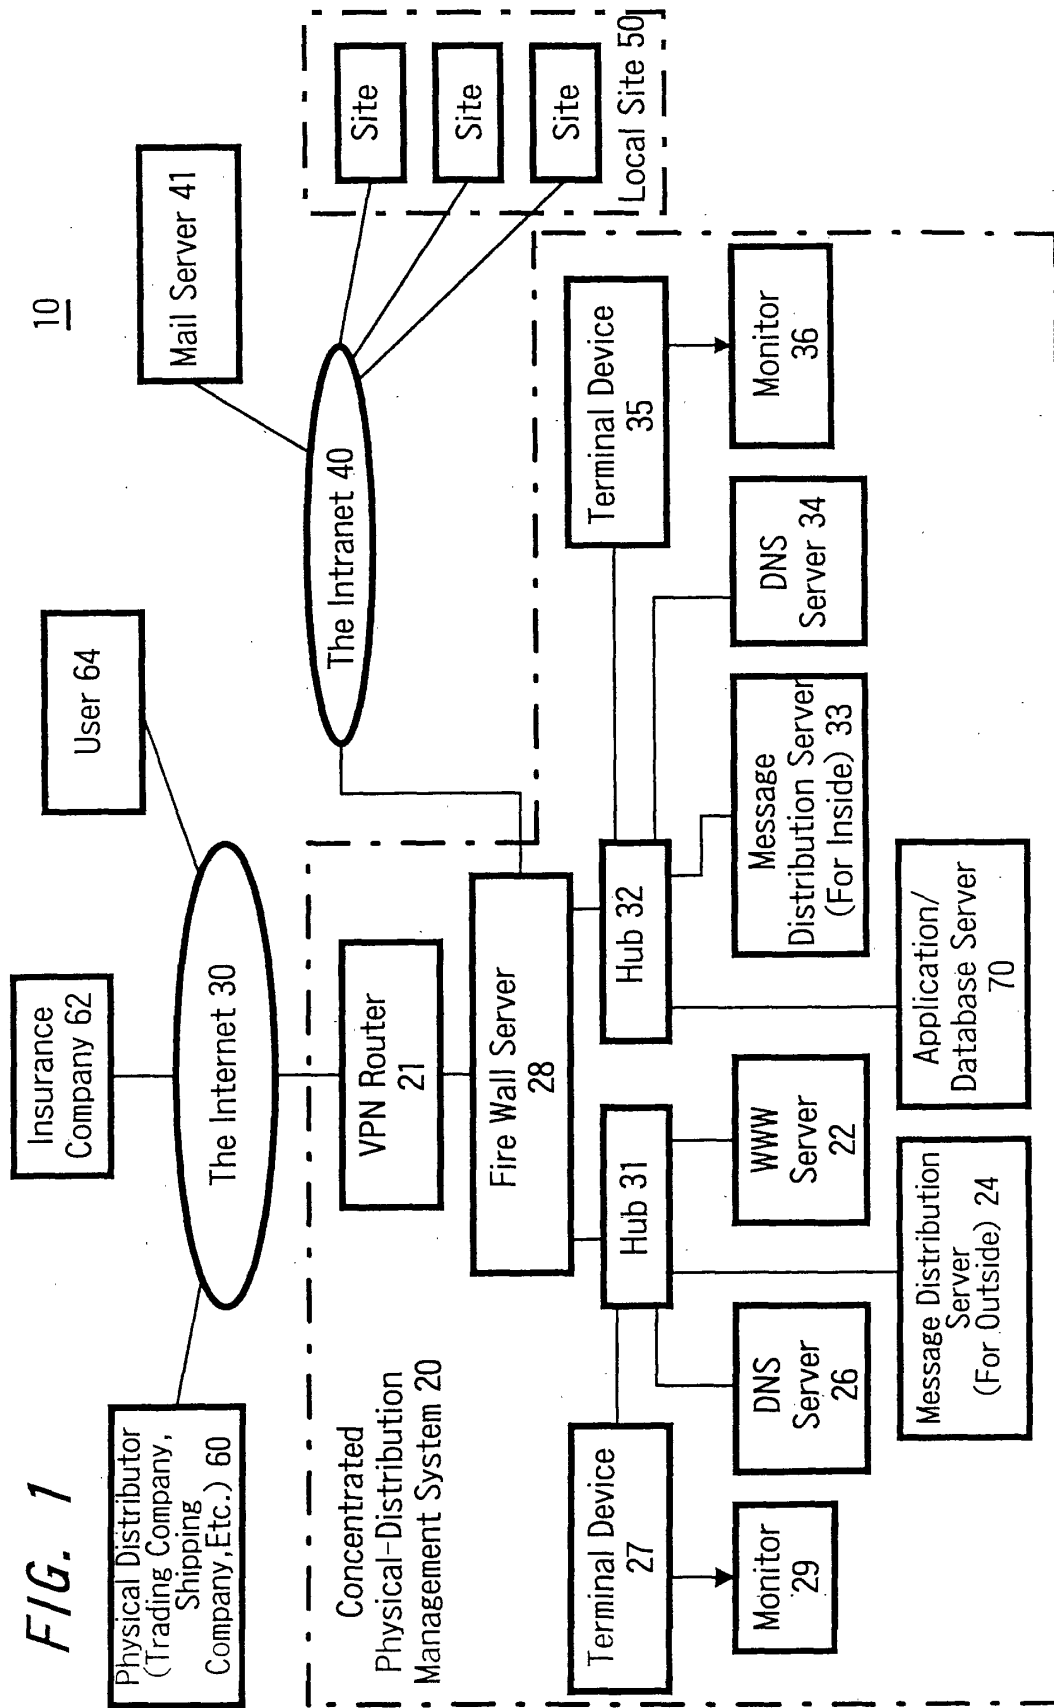 FIG. 1
10
Physical Distributor
(Trading Company,
Shipping
Company,Etc.) 60
Insurance
Company 62
User 64
Mail Server 41
The Internet 30
The Intranet 40
Site
Site
Site
Local Site 50
Concentrated
Physical-Distribution
Management System 20
VPN Router
21
Fire Wall Server
28
Hub 31
Hub 32
Terminal Device
27
Terminal Device
35
Monitor
29
DNS
Server
26
WWW
Server
22
Message
Distribution Server
(For Inside) 33
DNS
Server 34
Monitor
36
Message Distribution
Server
(For Outside) 24
Application/
Database Server
70